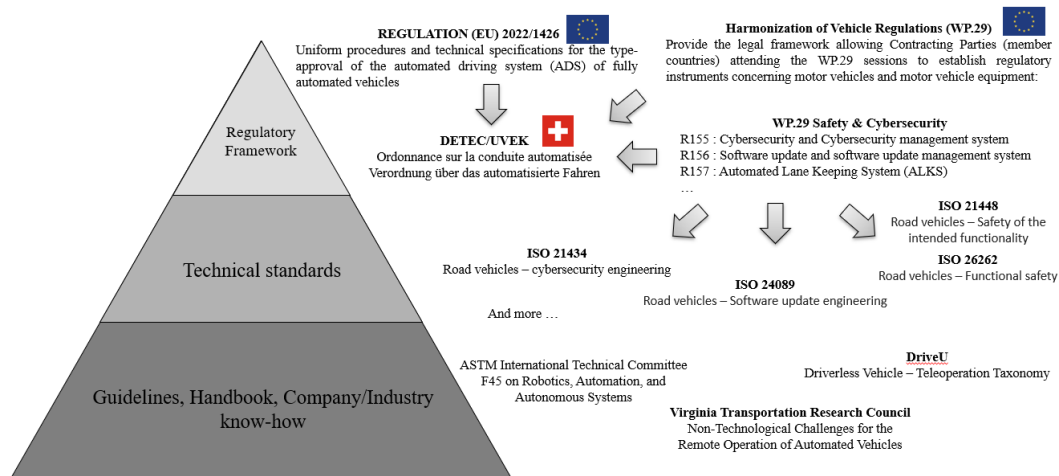 REGULATION (EU) 2022/1426
Uniform procedures and technical specifications for the type-
approval of the automated driving system (ADS) of fully
automated vehicles
Harmonization of Vehicle Regulations (WP.29)
Provide the legal framework allowing Contracting Parties (member
countries) attending the WP.29 sessions to establish regulatory
instruments concerning motor vehicles and motor vehicle equipment:
Regulatory
Framework
DETEC/UVEK
Ordonnance sur la conduite automatisée
Verordnung über das automatisierte Fahren
WP.29 Safety & Cybersecurity
R155 : Cybersecurity and Cybersecurity management system
R156 : Software update and software update management system
R157 : Automated Lane Keeping System (ALKS)
…
Technical standards
ISO 21434
Road vehicles – cybersecurity engineering
And more …
ISO 24089
Road vehicles – Software update engineering
ISO 21448
Road vehicles – Safety of the
intended functionality
ISO 26262
Road vehicles – Functional safety
Guidelines, Handbook, Company/Industry
know-how
ASTM International Technical Committee
F45 on Robotics, Automation, and
Autonomous Systems
DriveU
Driverless Vehicle – Teleoperation Taxonomy
Virginia Transportation Research Council
Non-Technological Challenges for the
Remote Operation of Automated Vehicles